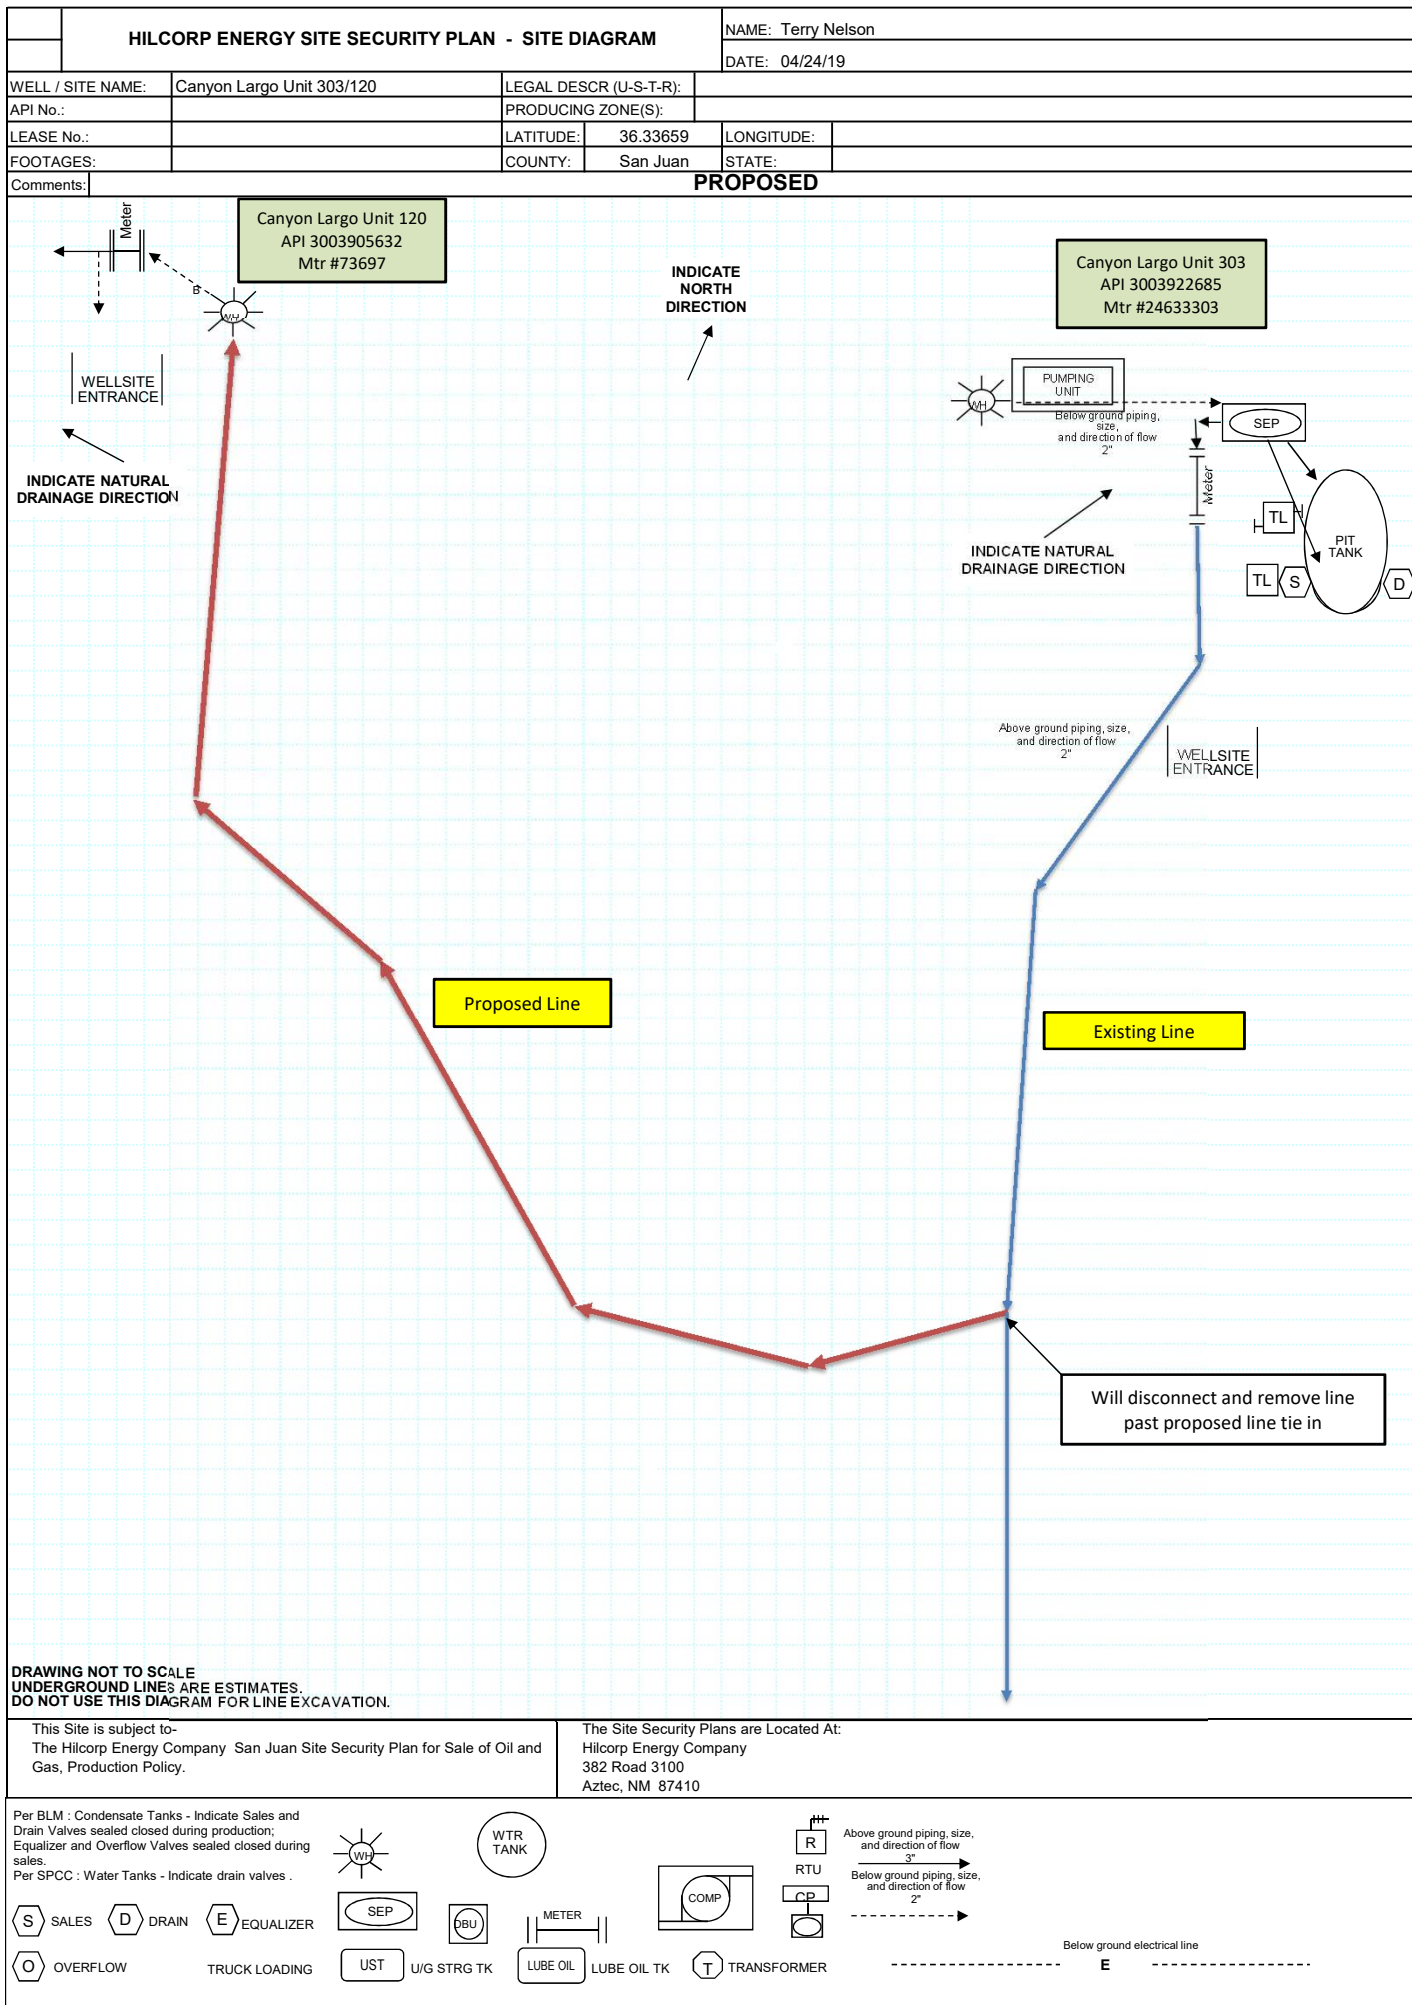 HILCORP ENERGY SITE SECURITY PLAN - SITE DIAGRAM
NAME: Terry Nelson
DATE: 04/24/19
WELL / SITE NAME: Canyon Largo Unit 303/120 LEGAL DESCR (U-S-T-R):
API No.: PRODUCING ZONE(S):
LEASE No.: LATITUDE: 36.33659 LONGITUDE:
FOOTAGES: COUNTY: San Juan STATE:
Comments: PROPOSED
Meter
Canyon Largo Unit 120
API 3003905632
Mtr #73697
B
WH
WELLSITE
ENTRANCE
INDICATE NATURAL
DRAINAGE DIRECTION
INDICATE
NORTH
DIRECTION
Canyon Largo Unit 303
API 3003922685
Mtr #24633303
WH
PUMPING
UNIT
Below ground piping,
size,
and direction of flow
2"
SEP
Meter
TL
PIT
TANK
TL S D
INDICATE NATURAL
DRAINAGE DIRECTION
Above ground piping, size,
and direction of flow
2"
WELLSITE
ENTRANCE
Proposed Line
Existing Line
Will disconnect and remove line
past proposed line tie in
DRAWING NOT TO SCALE
UNDERGROUND LINES ARE ESTIMATES.
DO NOT USE THIS DIAGRAM FOR LINE EXCAVATION.
This Site is subject to-
The Hilcorp Energy Company San Juan Site Security Plan for Sale of Oil and
Gas, Production Policy.
The Site Security Plans are Located At:
Hilcorp Energy Company
382 Road 3100
Aztec, NM 87410
Per BLM : Condensate Tanks - Indicate Sales and
Drain Valves sealed closed during production;
Equalizer and Overflow Valves sealed closed during
sales.
Per SPCC : Water Tanks - Indicate drain valves .
WH
WTR
TANK
R
RTU
Above ground piping, size,
and direction of flow
3"
Below ground piping, size,
and direction of flow
2"
COMP
CP
S SALES D DRAIN E EQUALIZER
SEP
DBU
METER
O OVERFLOW TRUCK LOADING
UST U/G STRG TK
LUBE OIL LUBE OIL TK
T TRANSFORMER
Below ground electrical line
E